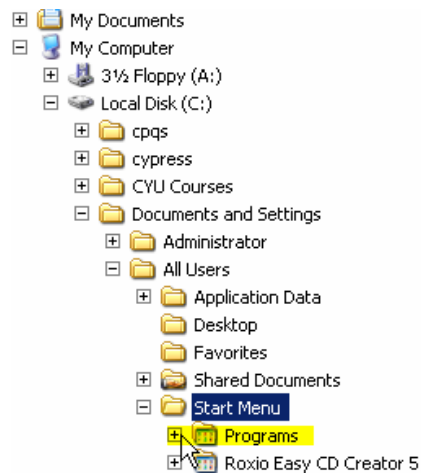 My Documents
My Computer
3½ Floppy (A:)
Local Disk (C:)
cpqs
cypress
CYU Courses
Documents and Settings
Administrator
All Users
Application Data
Desktop
Favorites
Shared Documents
Start Menu
Programs
Roxio Easy CD Creator 5